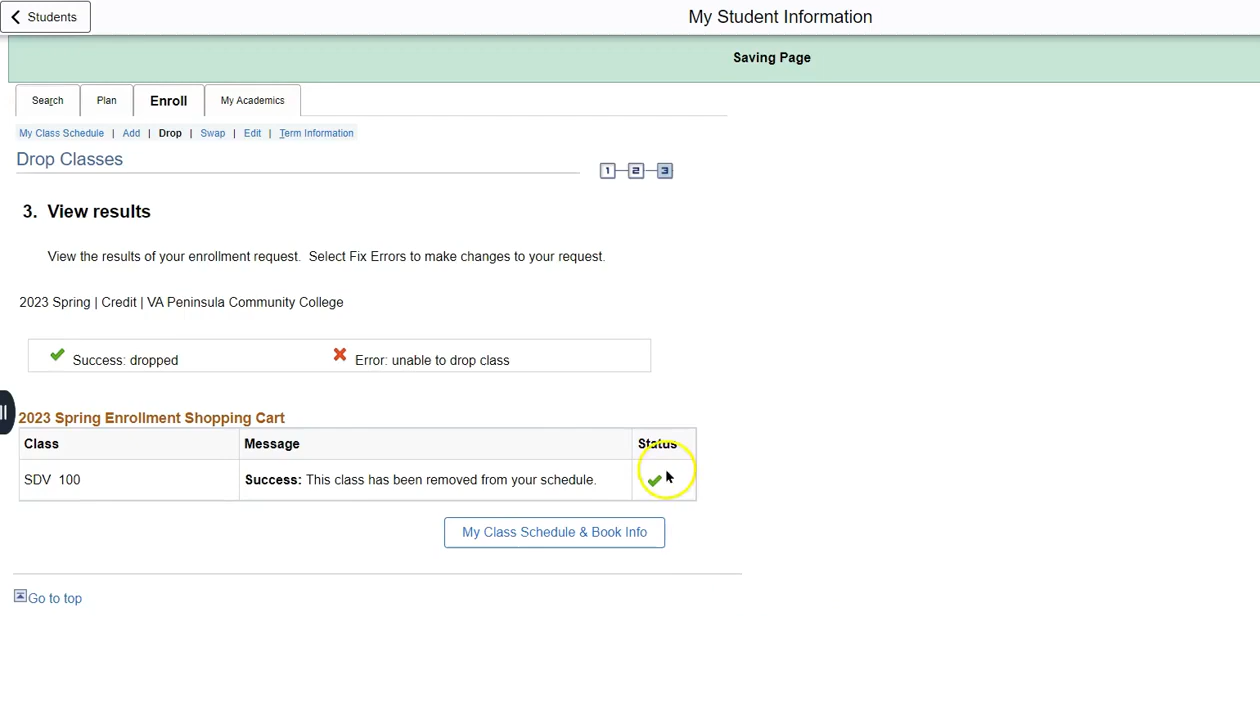 Students
My Student Information
Saving Page
Search
Plan
Enroll
My Academics
My Class Schedule | Add | Drop | Swap | Edit | Term Information
Drop Classes
1 2 3
3. View results
View the results of your enrollment request. Select Fix Errors to make changes to your request.
2023 Spring | Credit | VA Peninsula Community College
Success: dropped
Error: unable to drop class
2023 Spring Enrollment Shopping Cart
Class Message Status
SDV 100 Success: This class has been removed from your schedule.
My Class Schedule & Book Info
Go to top